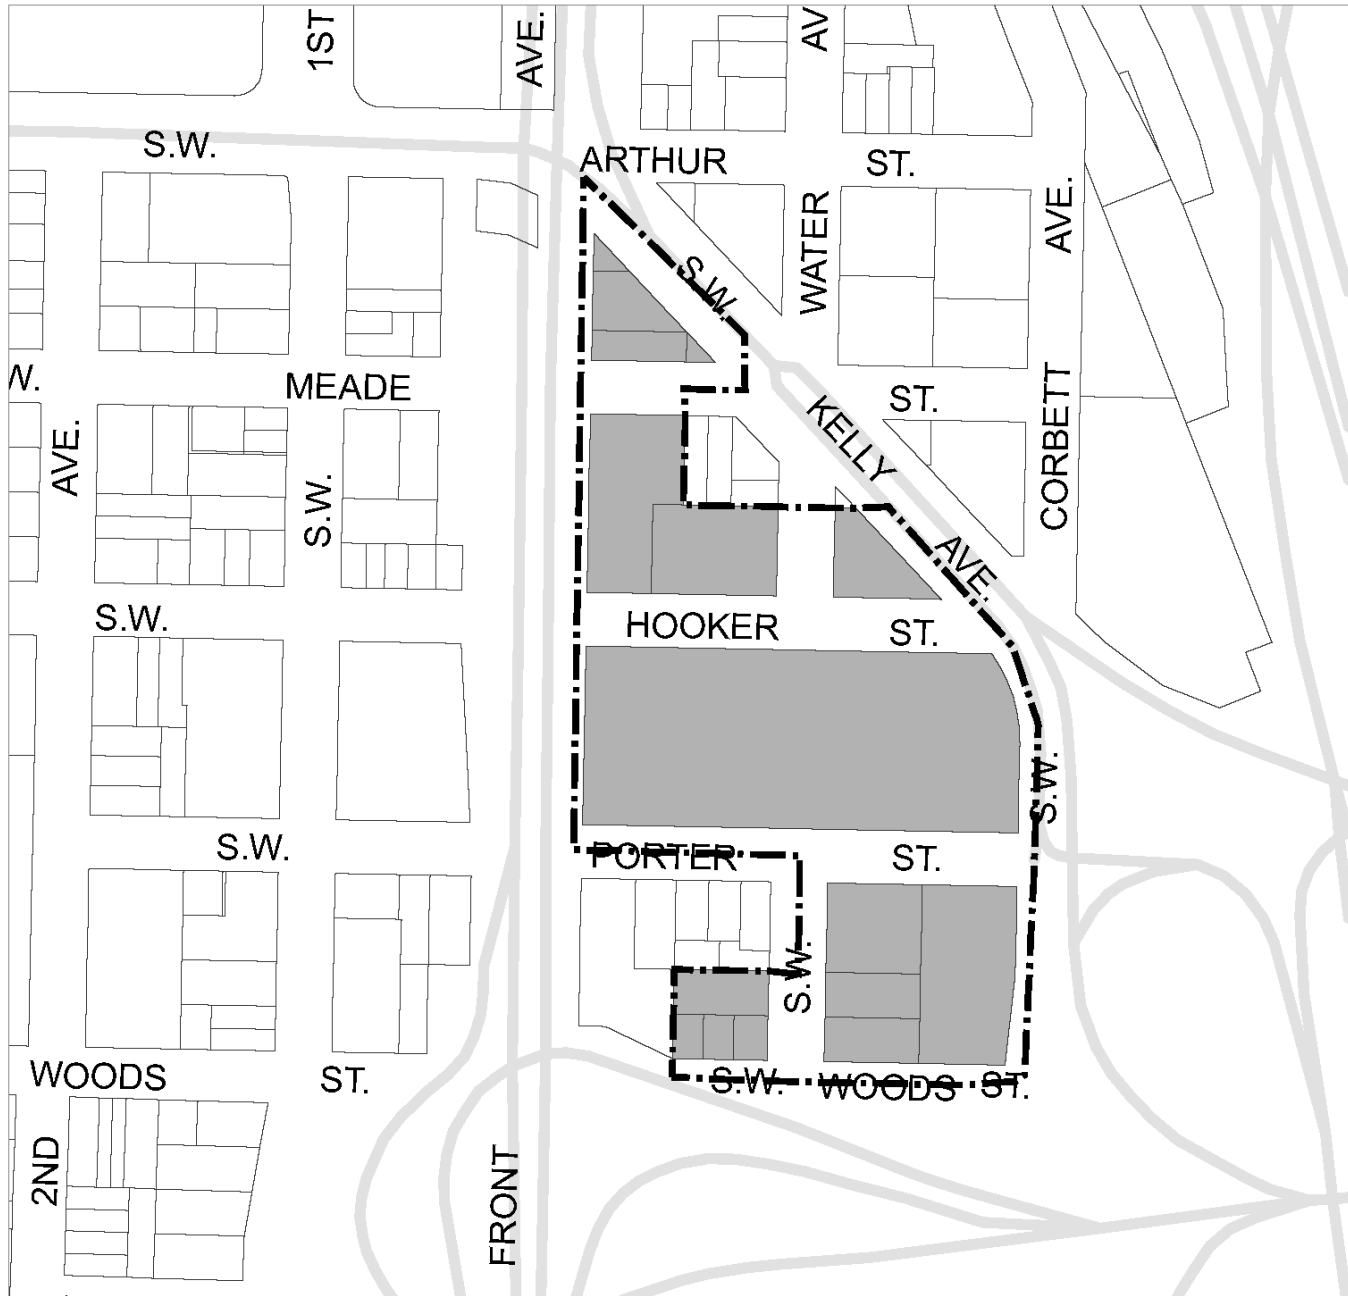 1ST
AVE.
AV
S.W.
ARTHUR
ST.
WATER
AVE.
S.W.
W.
MEADE
ST.
AVE.
S.W.
KELLY
CORBETT
AVE.
S.W.
HOOKER
ST.
S.W.
S.W.
PORTER
ST.
S.W.
WOODS
ST.
S.W.
WOODS
ST.
2ND
FRONT